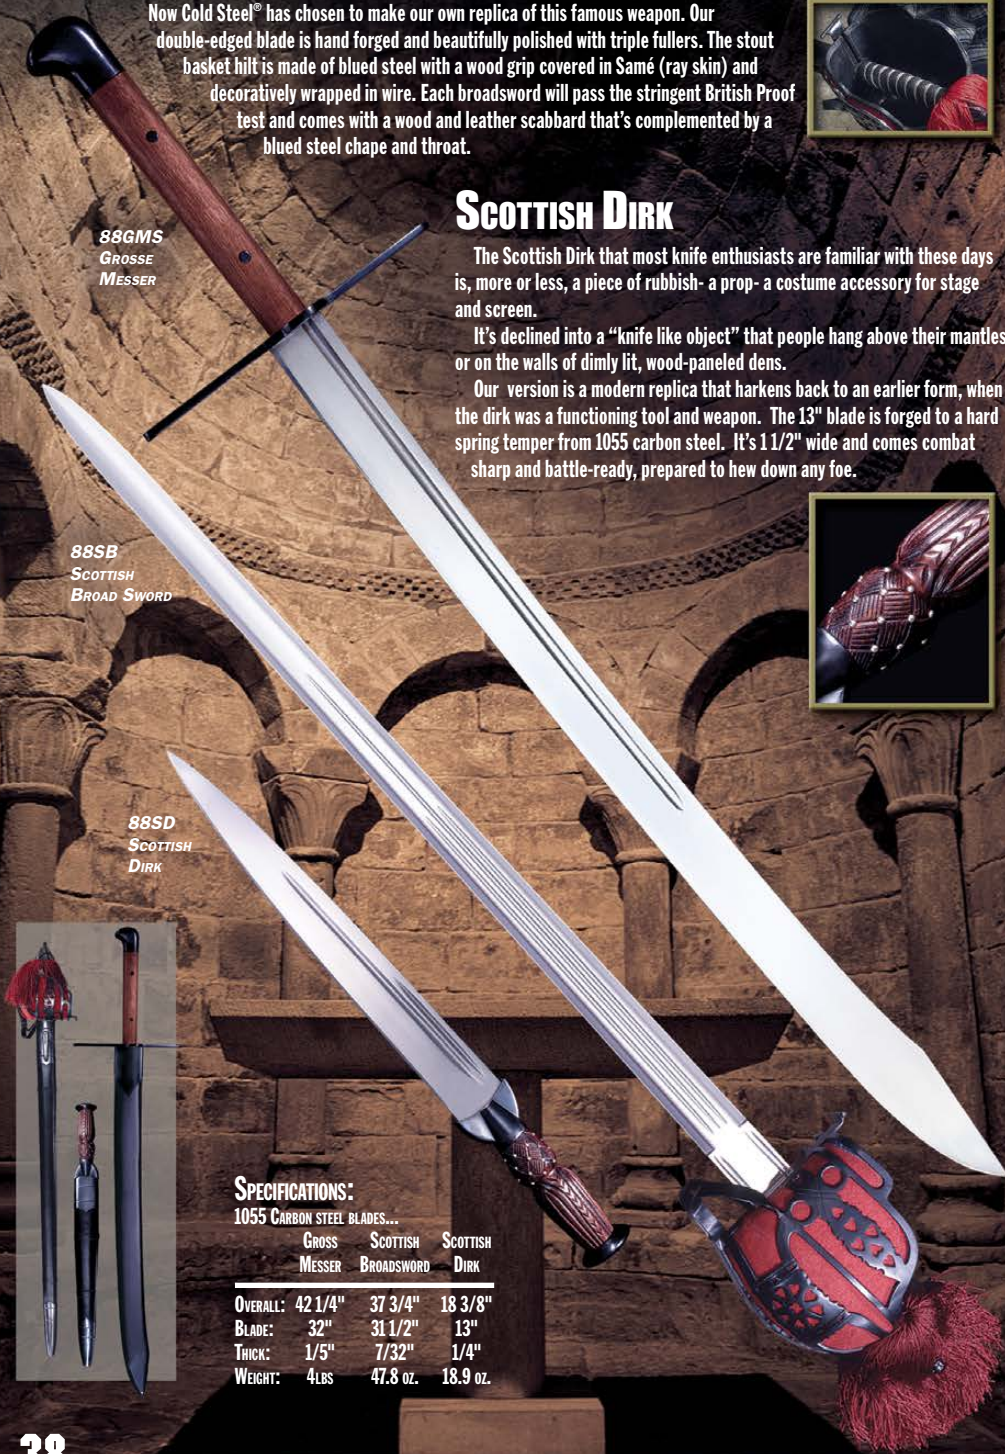 Now Cold Steel® has chosen to make our own replica of this famous weapon. Our
double-edged blade is hand forged and beautifully polished with triple fullers. The stout
basket hilt is made of blued steel with a wood grip covered in Samé (ray skin) and
decoratively wrapped in wire. Each broadsword will pass the stringent British Proof
test and comes with a wood and leather scabbard that's complemented by a
blued steel chape and throat.
88GMS
Grosse
Messer
Scottish Dirk
The Scottish Dirk that most knife enthusiasts are familiar with these days
is, more or less, a piece of rubbish- a prop- a costume accessory for stage
and screen.
It's declined into a “knife like object” that people hang above their mantles
or on the walls of dimly lit, wood-paneled dens.
Our version is a modern replica that harkens back to an earlier form, when
the dirk was a functioning tool and weapon. The 13" blade is forged to a hard
spring temper from 1055 carbon steel. It's 1 1/2" wide and comes combat
sharp and battle-ready, prepared to hew down any foe.
88SB
Scottish
Broad Sword
88SD
Scottish
Dirk
Specifications:
1055 Carbon steel blades...
Gross Scottish Scottish
Messer Broadsword Dirk
Overall: 42 1/4" 37 3/4" 18 3/8"
Blade: 32" 31 1/2" 13"
Thick: 1/5" 7/32" 1/4"
Weight: 4lbs 47.8 oz. 18.9 oz.
38